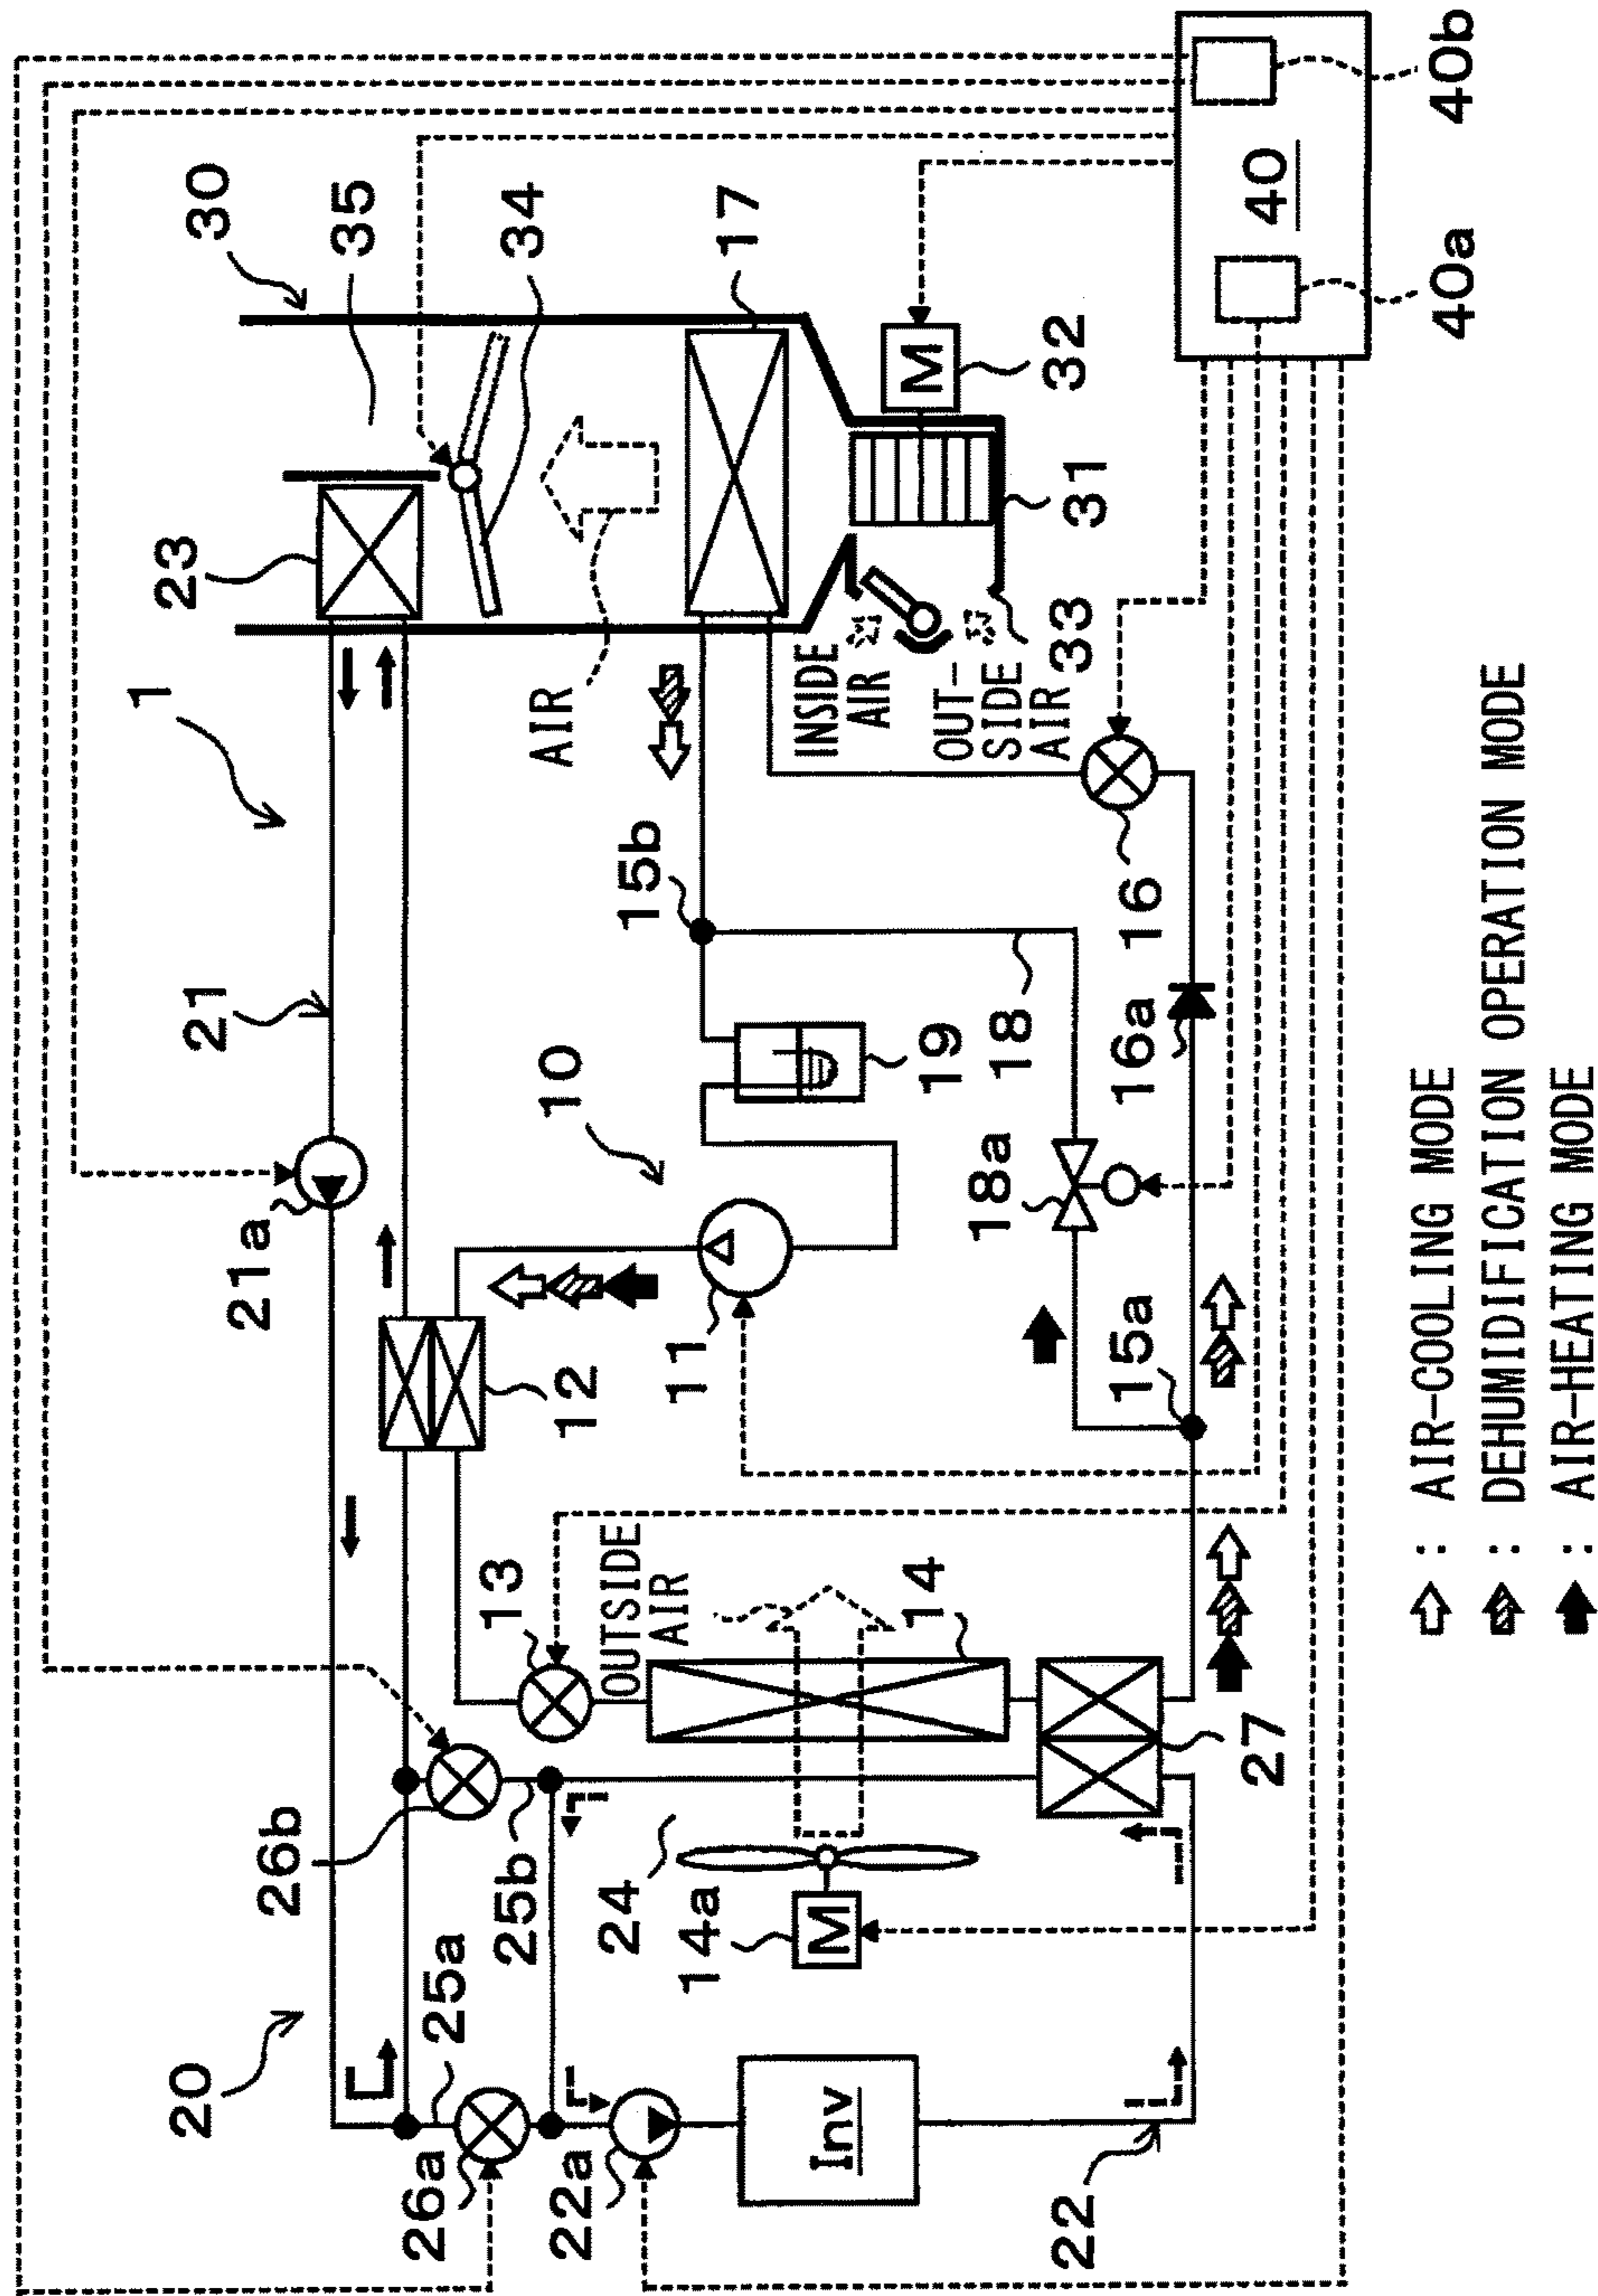 1
30
35
34
17
23
AIR
INSIDE
AIR
OUT-
SIDE
AIR
33
31
M
32
40
40a
40b
21
21a
10
11
12
15b
19
18
18a
16
16a
15a
13
OUTSIDE
AIR
14
14a
M
24
27
26b
25b
25a
20
26a
22a
Inv
22
: AIR-COOLING MODE
: DEHUMIDIFICATION OPERATION MODE
: AIR-HEATING MODE